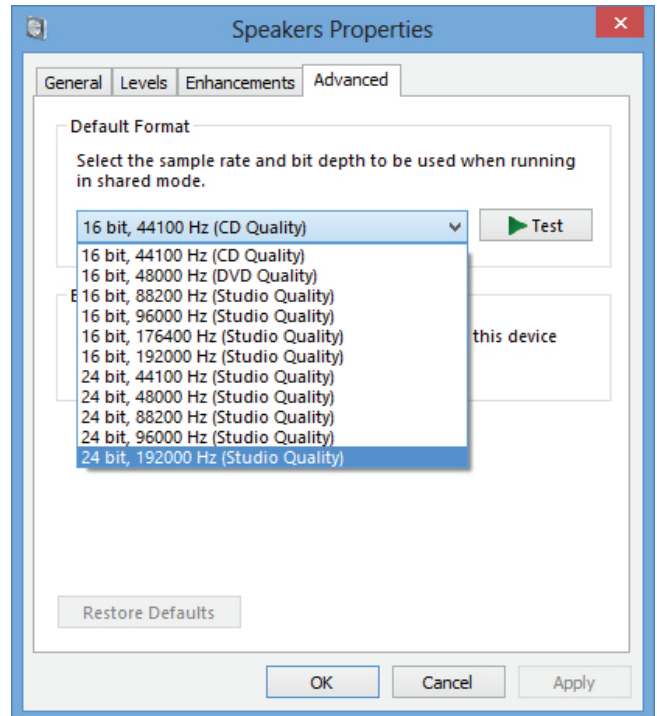 Speakers Properties
General Levels Enhancements Advanced
Default Format
Select the sample rate and bit depth to be used when running
in shared mode.
16 bit, 44100 Hz (CD Quality)
Test
16 bit, 44100 Hz (CD Quality)
16 bit, 48000 Hz (DVD Quality)
16 bit, 88200 Hz (Studio Quality)
16 bit, 96000 Hz (Studio Quality)
16 bit, 176400 Hz (Studio Quality)
this device
16 bit, 192000 Hz (Studio Quality)
24 bit, 44100 Hz (Studio Quality)
24 bit, 48000 Hz (Studio Quality)
24 bit, 88200 Hz (Studio Quality)
24 bit, 96000 Hz (Studio Quality)
24 bit, 192000 Hz (Studio Quality)
Restore Defaults
OK Cancel Apply